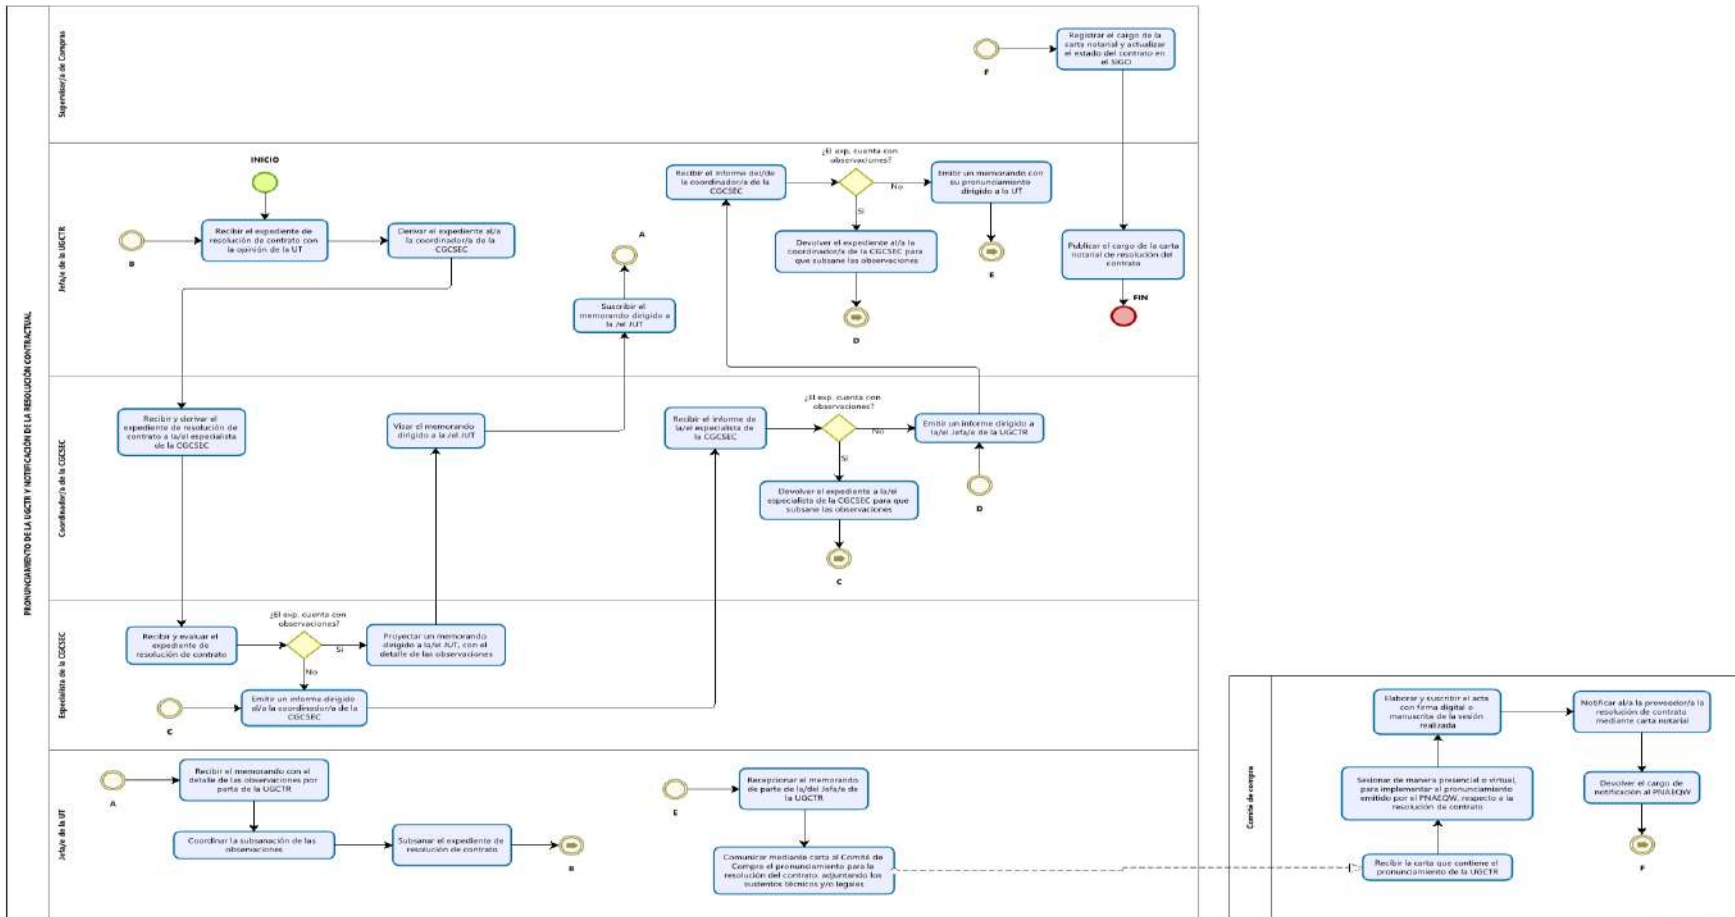 PRONUNCIAMIENTO DE LA UGCTR Y NOTIFICACIÓN DE LA RESOLUCIÓN CONTRACTUAL
Supervisor/a de Compras
F
Registrar el cargo de la
carta notarial y actualizar
el estado del contrato en
el SIGO
Jefa/e de la UGCTR
INICIO
B
Recibir el expediente de
resolución de contrato con
la opinión de la UT
Derivar el expediente al/a
la coordinador/a de la
CGCSEC
A
Suscribir el
memorando dirigido a
la /el JUT
Recibir el informe del/de
la coordinador/a de la
CGCSEC
¿El exp. cuenta con
observaciones?
No
Si
Emitir un memorando con
su pronunciamiento
dirigido a la UT
E
Devolver el expediente al/a la
coordinador/a de la CGCSEC para
que subsane las observaciones
D
Publicar el cargo de la carta
notarial de resolución del
contrato
FIN
Coordinador/a de la CGCSEC
Recibir y derivar el
expediente de resolución de
contrato a la/el especialista
de la CGCSEC
Visar el memorando
dirigido a la /el JUT
Recibir el informe de
la/el especialista de
la CGCSEC
¿El exp. cuenta con
observaciones?
No
Si
Emitir un informe dirigido a
la/el Jefa/e de la UGCTR
D
Devolver el expediente a la/el
especialista de la CGCSEC para que
subsane las observaciones
C
Especialista de la CGCSEC
Recibir y evaluar el
expediente de
resolución de contrato
¿El exp. cuenta con
observaciones?
Si
No
Proyectar un memorando
dirigido a la/el JUT, con el
detalle de las observaciones
C
Emitir un informe dirigido
al/a la coordinador/a de la
CGCSEC
Jefa/e de la UT
A
Recibir el memorando con el
detalle de las observaciones por
parte de la UGCTR
Coordinar la subsanación de las
observaciones
Subsanar el expediente de
resolución de contrato
B
E
Recepcionar el memorando
de parte de la/del Jefa/e de
la UGCTR
Comunicar mediante carta al Comité de
Compra el pronunciamiento para la
resolución del contrato, adjuntando los
sustentos técnicos y/o legales
Comité de compra
Elaborar y suscribir el acta
con firma digital o
manuscrita de la sesión
realizada
Notificar al/a la proveedor/a la
resolución de contrato
mediante carta notarial
Sesionar de manera presencial o virtual,
para implementar el pronunciamiento
emitido por el PNAEQW, respecto a la
resolución de contrato
Devolver el cargo de
notificación al PNAEQW
Recibir la carta que contiene el
pronunciamiento de la UGCTR
F